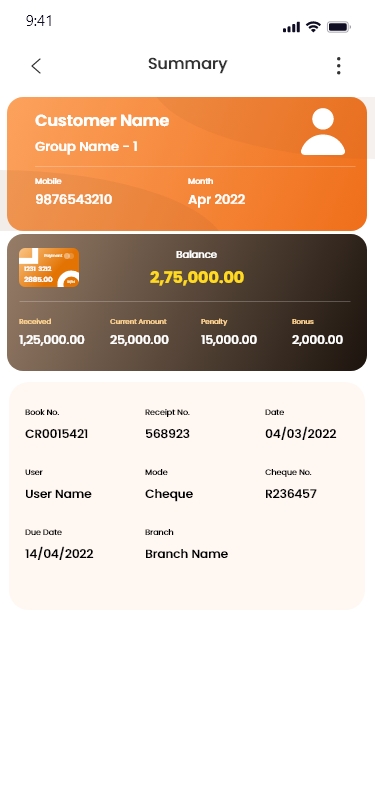 9:41
Summary
Customer Name
Group Name - 1
Mobile Month
9876543210 Apr 2022
Balance
2,75,000.00
1231 3212
2885.00
Received Current Amount Penalty Bonus
1,25,000.00 25,000.00 15,000.00 2,000.00
Book No. Receipt No. Date
CR0015421 568923 04/03/2022
User Mode Cheque No.
User Name Cheque R236457
Due Date Branch
14/04/2022 Branch Name